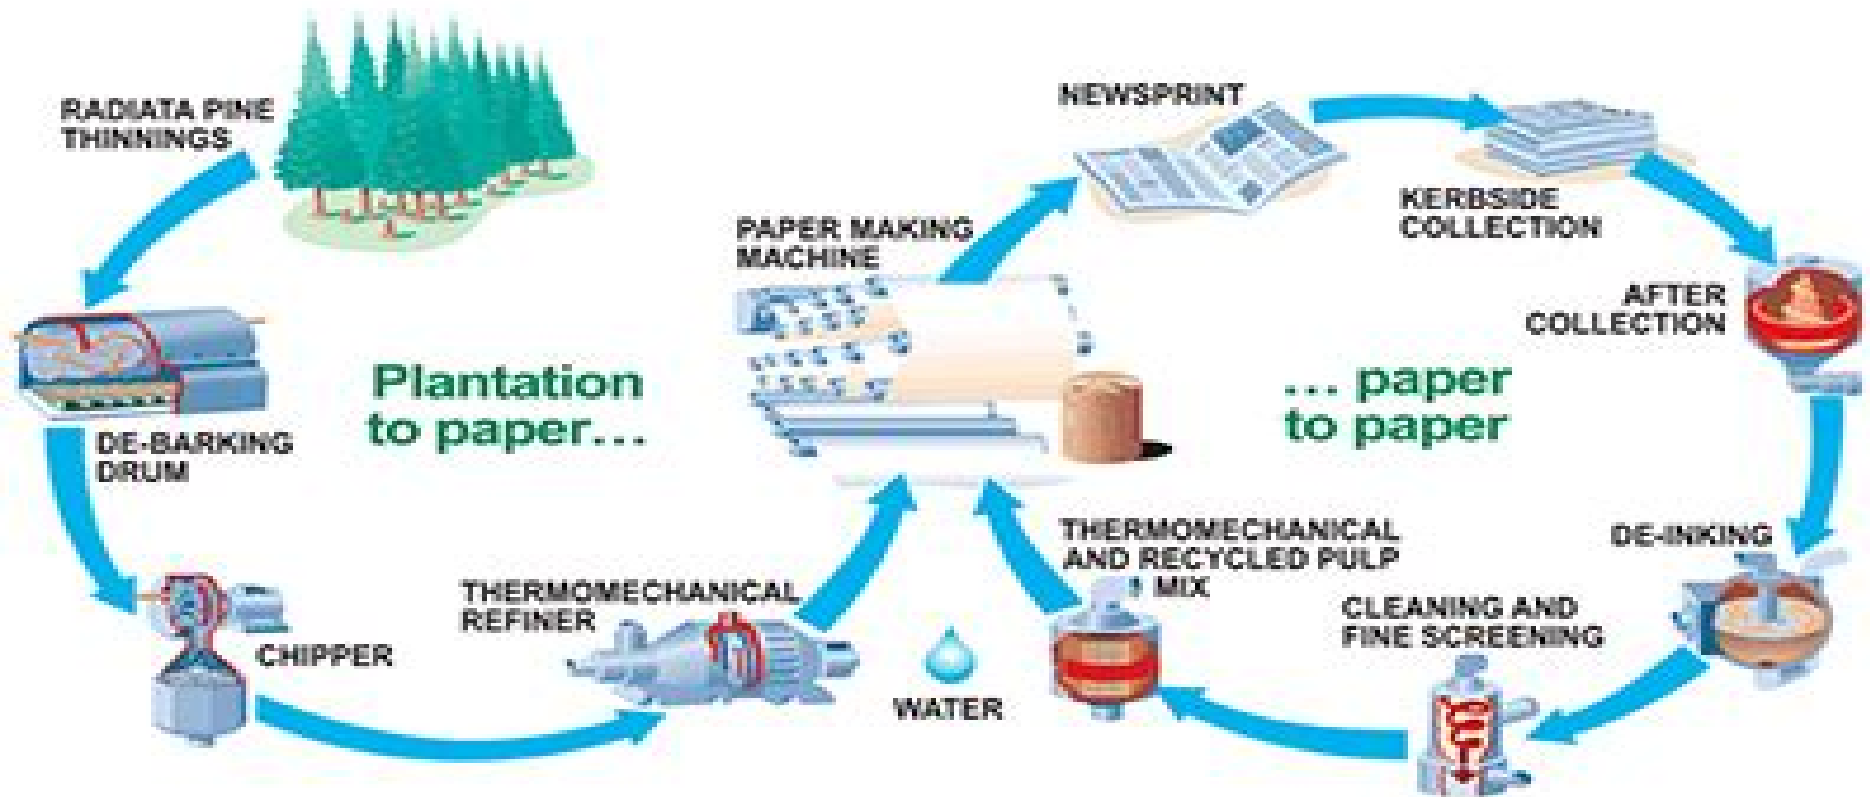 RADIATA PINE
THINNINGS
DE-BARKING
DRUM
CHIPPER
THERMOMECHANICAL
REFINER
Plantation
to paper...
WATER
PAPER MAKING
MACHINE
NEWSPRINT
KERBSIDE
COLLECTION
AFTER
COLLECTION
... paper
to paper
DE-INKING
CLEANING AND
FINE SCREENING
THERMOMECHANICAL
AND RECYCLED PULP
MIX